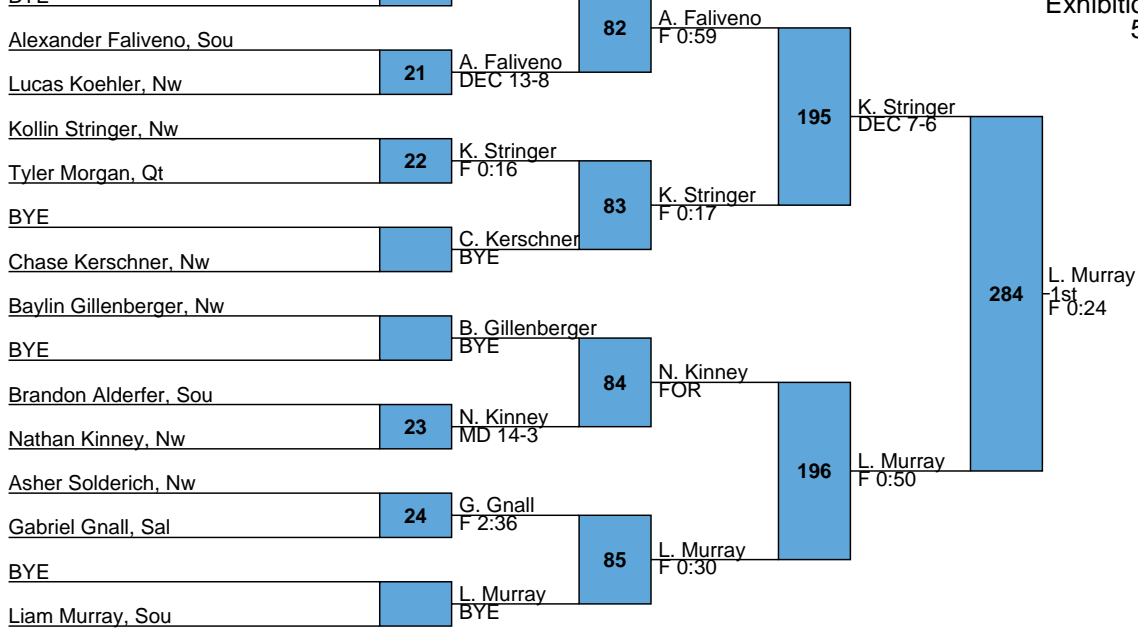 BYE
Alexander Faliveno, Sou
Lucas Koehler, Nw
Kollin Stringer, Nw
Tyler Morgan, Qt
BYE
Chase Kerschner, Nw
Baylin Gillenberger, Nw
BYE
Brandon Alderfer, Sou
Nathan Kinney, Nw
Asher Solderich, Nw
Gabriel Gnall, Sal
BYE
Liam Murray, Sou
21
22
23
24
A. Faliveno
DEC 13-8
K. Stringer
F 0:16
C. Kerschner
BYE
B. Gillenberger
BYE
N. Kinney
MD 14-3
G. Gnall
F 2:36
L. Murray
BYE
82
83
84
85
A. Faliveno
F 0:59
K. Stringer
F 0:17
N. Kinney
FOR
L. Murray
F 0:30
195
196
K. Stringer
DEC 7-6
L. Murray
F 0:50
284
L. Murray
1st
F 0:24
5